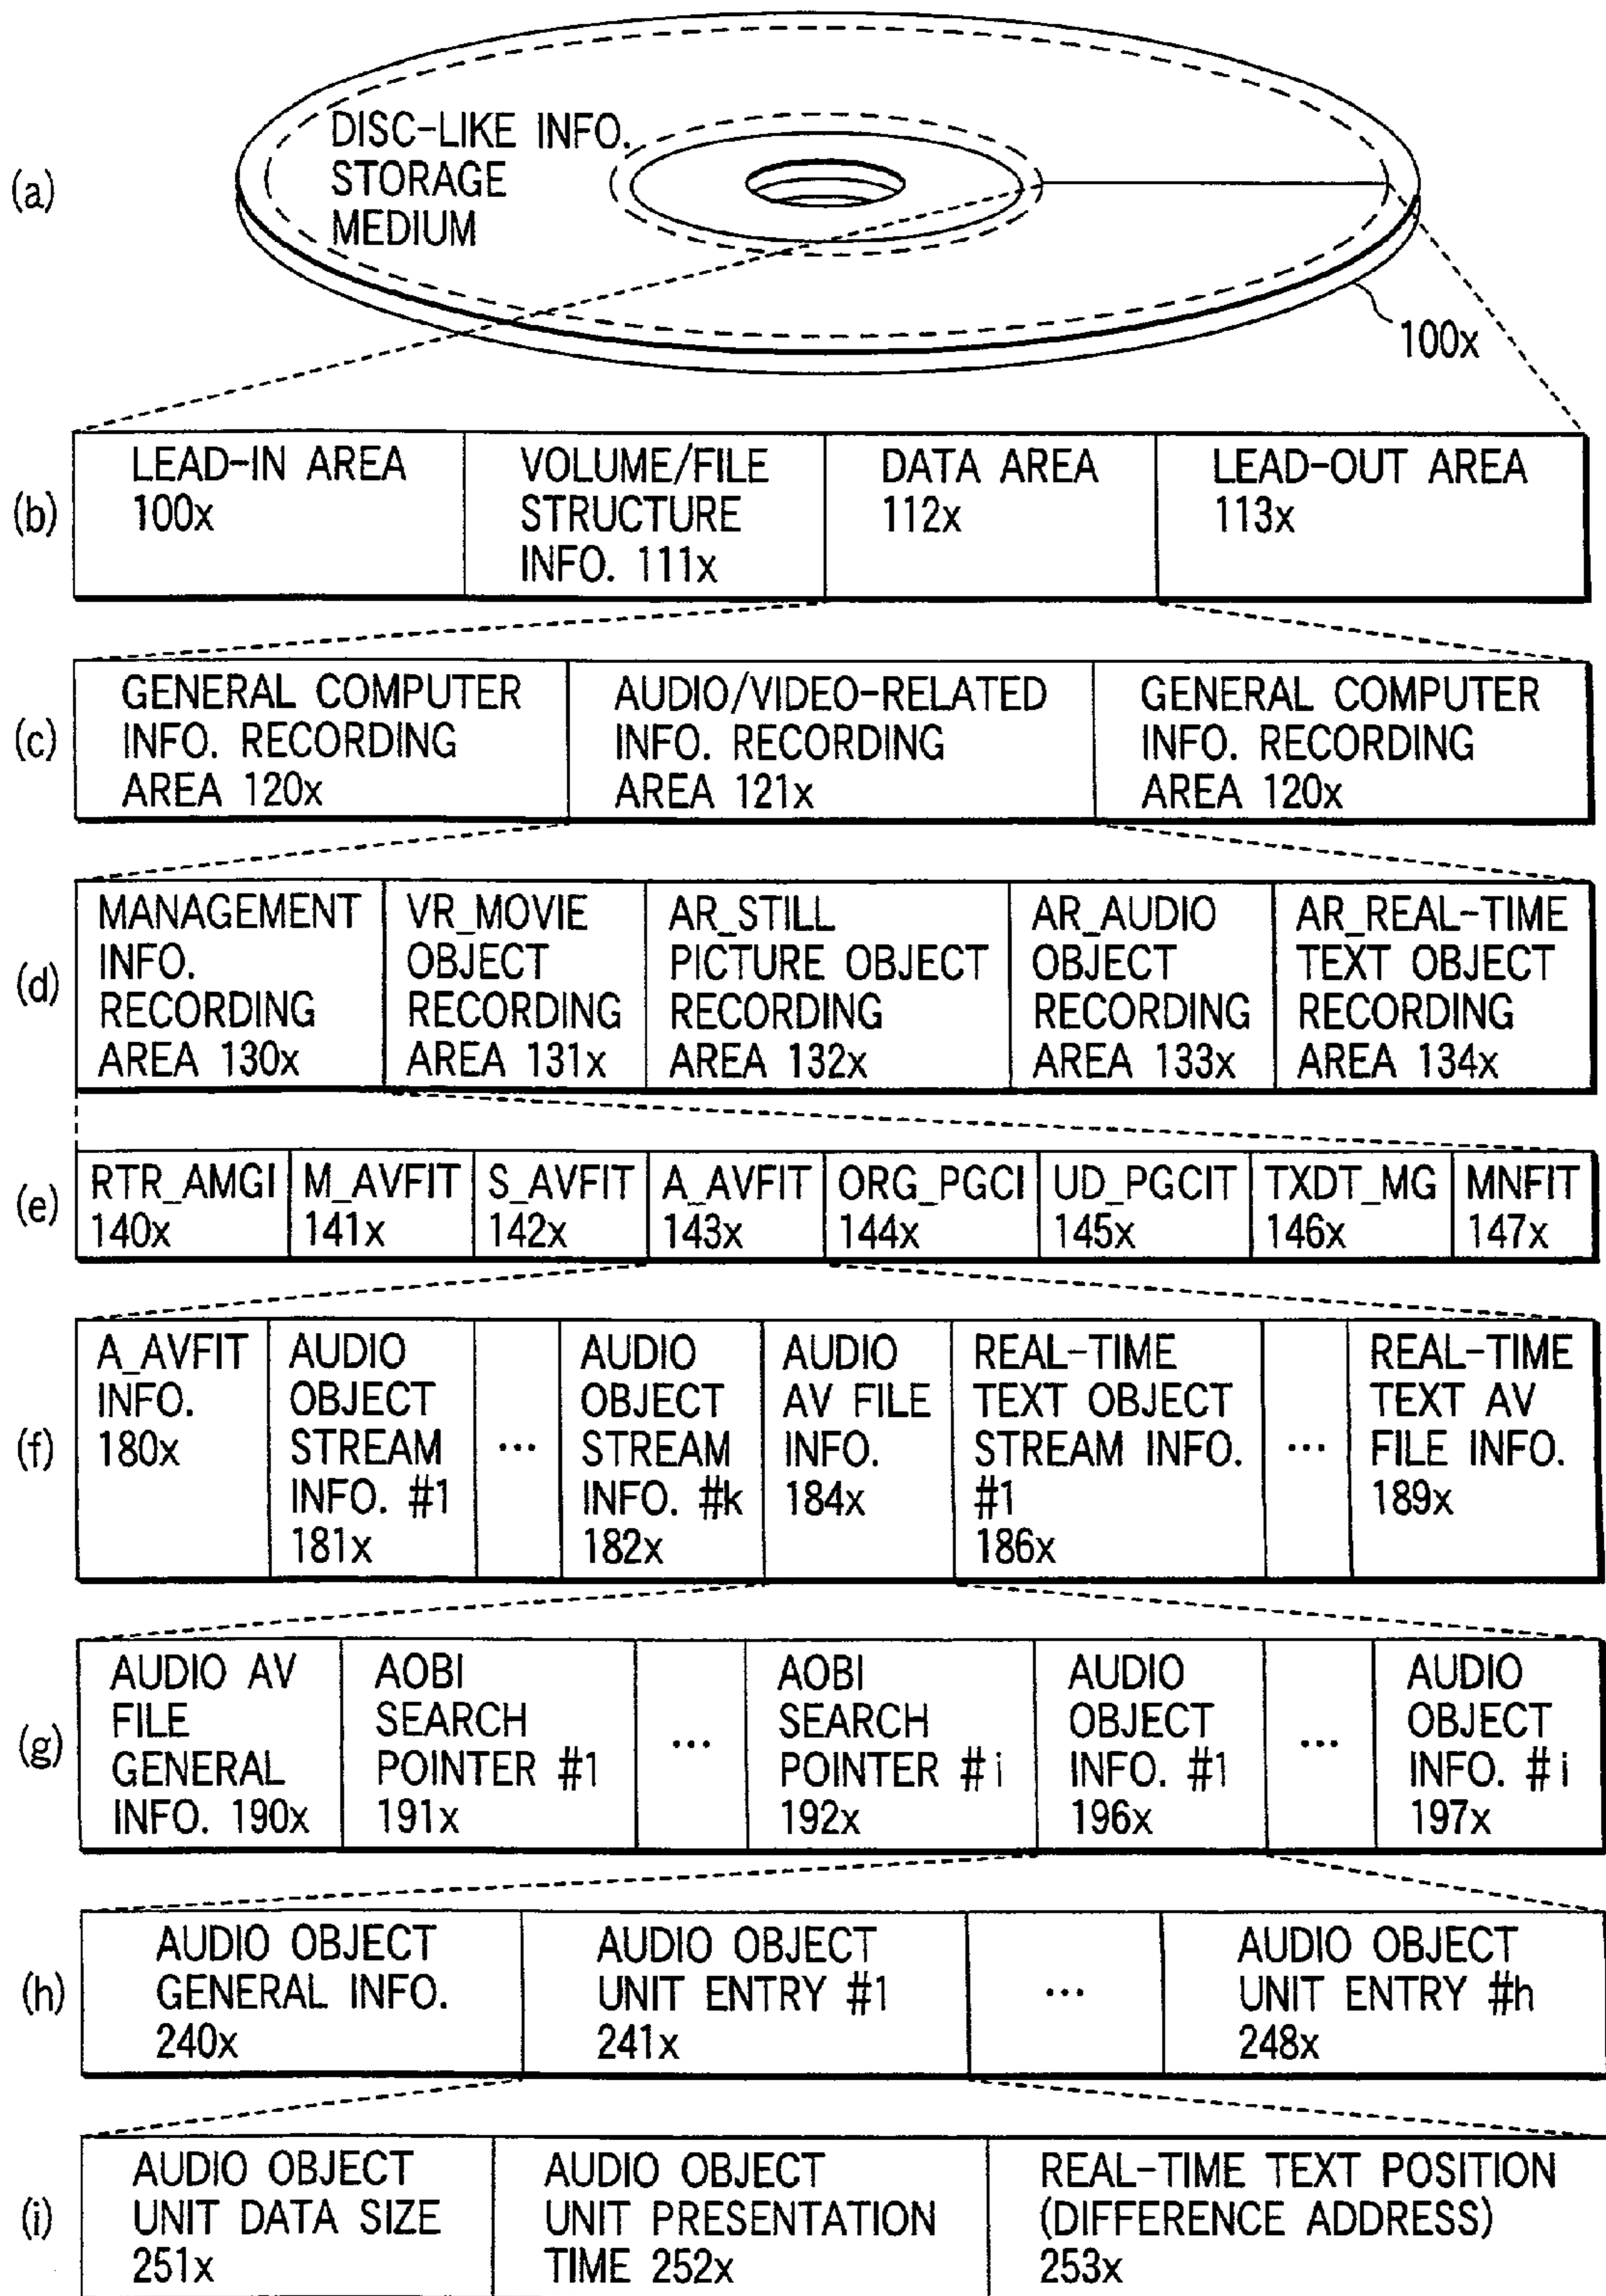 (a)
DISC-LIKE INFO.
STORAGE
MEDIUM
100x
(b)
LEAD-IN AREA
100x
VOLUME/FILE
STRUCTURE
INFO. 111x
DATA AREA
112x
LEAD-OUT AREA
113x
(c)
GENERAL COMPUTER
INFO. RECORDING
AREA 120x
AUDIO/VIDEO-RELATED
INFO. RECORDING
AREA 121x
GENERAL COMPUTER
INFO. RECORDING
AREA 120x
(d)
MANAGEMENT
INFO.
RECORDING
AREA 130x
VR_MOVIE
OBJECT
RECORDING
AREA 131x
AR_STILL
PICTURE OBJECT
RECORDING
AREA 132x
AR_AUDIO
OBJECT
RECORDING
AREA 133x
AR_REAL-TIME
TEXT OBJECT
RECORDING
AREA 134x
(e)
RTR_AMGI
140x
M_AVFIT
141x
S_AVFIT
142x
A_AVFIT
143x
ORG_PGCI
144x
UD_PGCIT
145x
TXDT_MG
146x
MNFIT
147x
(f)
A_AVFIT
INFO.
180x
AUDIO
OBJECT
STREAM
INFO. #1
181x
...
AUDIO
OBJECT
STREAM
INFO. #k
182x
AUDIO
AV FILE
INFO.
184x
REAL-TIME
TEXT OBJECT
STREAM INFO.
#1
186x
...
REAL-TIME
TEXT AV
FILE INFO.
189x
(g)
AUDIO AV
FILE
GENERAL
INFO. 190x
AOBI
SEARCH
POINTER #1
191x
...
AOBI
SEARCH
POINTER #i
192x
AUDIO
OBJECT
INFO. #1
196x
...
AUDIO
OBJECT
INFO. #i
197x
(h)
AUDIO OBJECT
GENERAL INFO.
240x
AUDIO OBJECT
UNIT ENTRY #1
241x
...
AUDIO OBJECT
UNIT ENTRY #h
248x
(i)
AUDIO OBJECT
UNIT DATA SIZE
251x
AUDIO OBJECT
UNIT PRESENTATION
TIME 252x
REAL-TIME TEXT POSITION
(DIFFERENCE ADDRESS)
253x